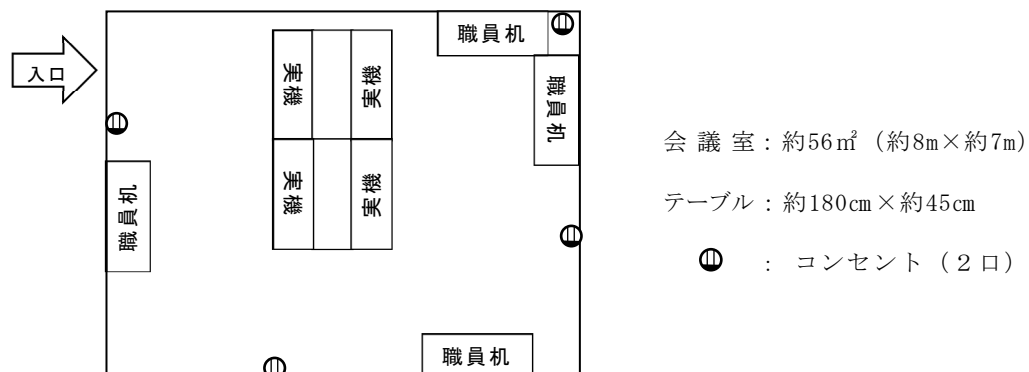 職員机
入口
実機
実機
職員机
会 議 室：約56㎡（約8m×約7m）
実機
実機
職員机
テーブル：約180㎝×約45㎝
：コンセント（２口）
職員机